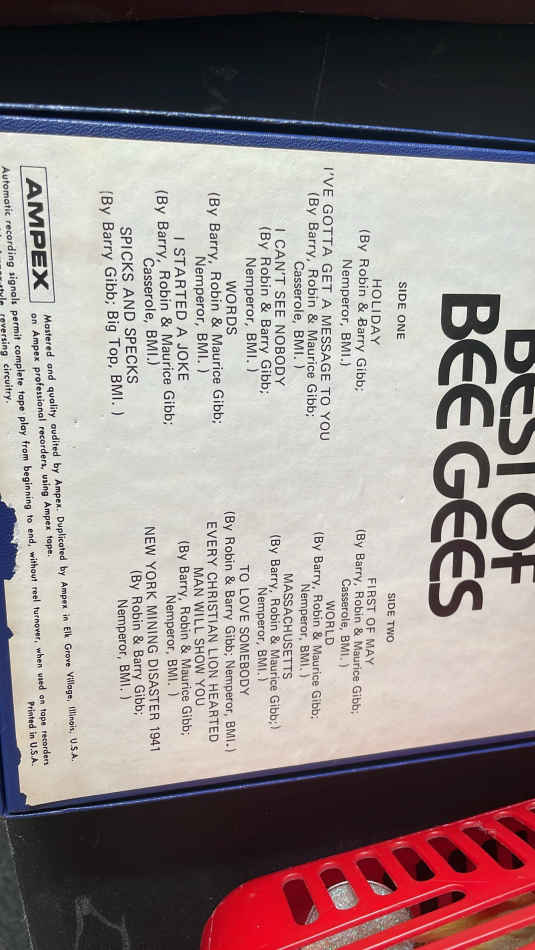 BEST OF
BEE GEES
SIDE ONE
HOLIDAY
(By Robin & Barry Gibb;
Nemperor, BMI.)
I'VE GOTTA GET A MESSAGE TO YOU
(By Barry, Robin & Maurice Gibb;
Casserole, BMI. )
I CAN'T SEE NOBODY
(By Robin & Barry Gibb;
Nemperor, BMI. )
WORDS
(By Barry, Robin & Maurice Gibb;
Nemperor, BMI. )
I STARTED A JOKE
(By Barry, Robin & Maurice Gibb;
Casserole, BMI.)
SPICKS AND SPECKS
(By Barry Gibb; Big Top, BMI. )
SIDE TWO
FIRST OF MAY
(By Barry, Robin & Maurice Gibb;
Casserole, BMI. )
WORLD
(By Barry, Robin & Maurice Gibb;
Nemperor, BMI. )
MASSACHUSETTS
(By Barry, Robin & Maurice Gibb;)
Nemperor, BMI.)
TO LOVE SOMEBODY
(By Robin & Barry Gibb; Nemperor, BMI.)
EVERY CHRISTIAN LION HEARTED
MAN WILL SHOW YOU
(By Barry, Robin & Maurice Gibb;
Nemperor, BMI. )
NEW YORK MINING DISASTER 1941
(By Robin & Barry Gibb;
Nemperor, BMI. )
AMPEX
Mastered and quality audited by Ampex. Duplicated by Ampex in Elk Grove Village, Illinois, U.S.A.
on Ampex professional recorders, using Ampex tape.
Automatic recording signals permit complete tape play from beginning to end, without reel turnover, when used on tape recorders
reversing circuitry.
Printed in U.S.A.